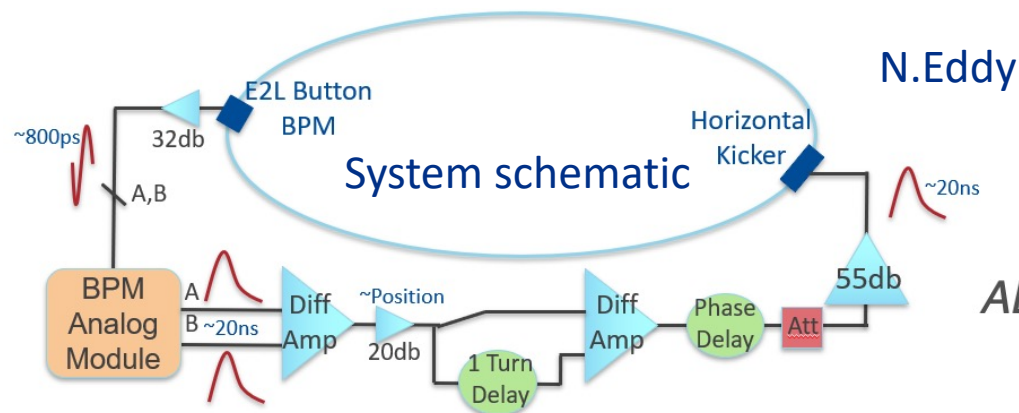 N.Eddy
E2L Button
BPM
32db
~800ps
A,B
Horizontal
Kicker
System schematic
~20ns
BPM
Analog
Module
A
B
~20ns
Diff
Amp
~Position
20db
1 Turn
Delay
Diff
Amp
Phase
Delay
Att
55db